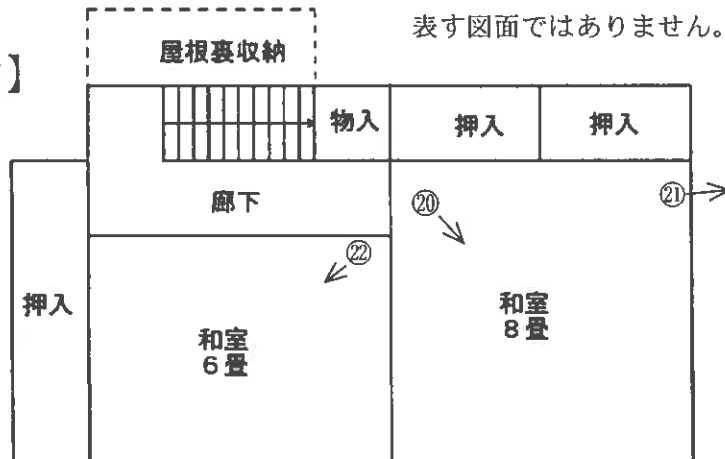 表す図面ではありません。
】
屋根裏収納
物入
押入
押入
廊下
⑳
㉑
㉒
押入
和室
6畳
和室
8畳